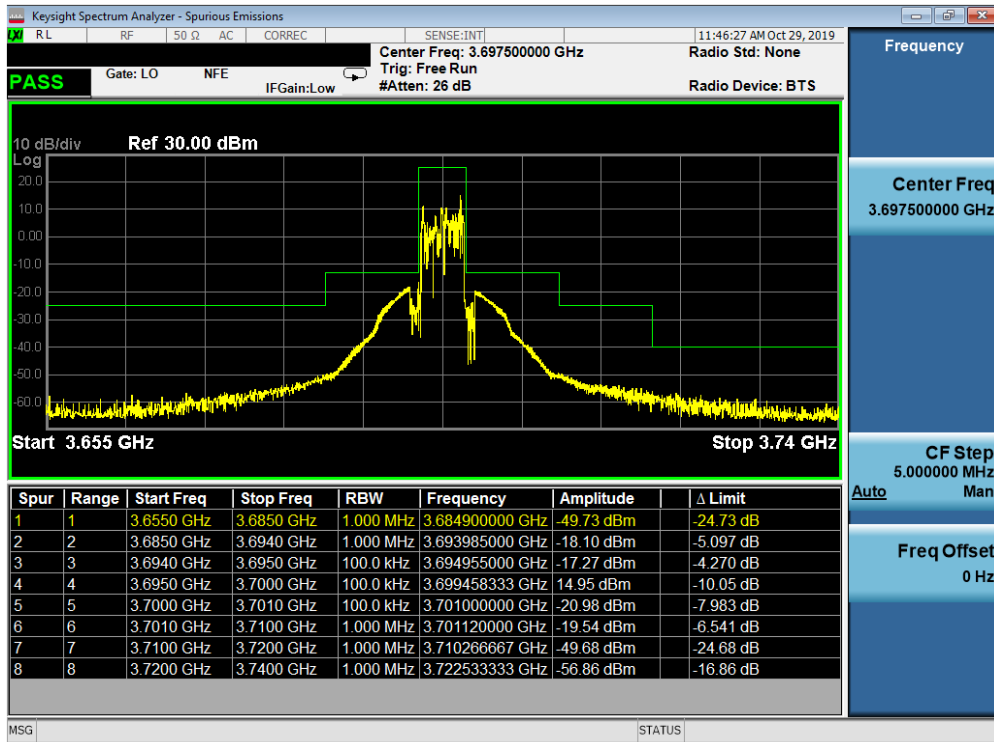 Keysight Spectrum Analyzer - Spurious Emissions
LXI RL RF 50 Ω AC CORREC SENSE:INT 11:46:27 AM Oct 29, 2019
Center Freq: 3.697500000 GHz Radio Std: None
PASS Gate: LO NFE Trig: Free Run
IFGain:Low #Atten: 26 dB Radio Device: BTS
10 dB/div Ref 30.00 dBm
Log
20.0
10.0
0.00
-10.0
-20.0
-30.0
-40.0
-50.0
-60.0
Start 3.655 GHz Stop 3.74 GHz
Spur Range Start Freq Stop Freq RBW Frequency Amplitude Δ Limit
1 1 3.6550 GHz 3.6850 GHz 1.000 MHz 3.684900000 GHz -49.73 dBm -24.73 dB
2 2 3.6850 GHz 3.6940 GHz 1.000 MHz 3.693985000 GHz -18.10 dBm -5.097 dB
3 3 3.6940 GHz 3.6950 GHz 100.0 kHz 3.694955000 GHz -17.27 dBm -4.270 dB
4 4 3.6950 GHz 3.7000 GHz 100.0 kHz 3.699458333 GHz 14.95 dBm -10.05 dB
5 5 3.7000 GHz 3.7010 GHz 100.0 kHz 3.701000000 GHz -20.98 dBm -7.983 dB
6 6 3.7010 GHz 3.7100 GHz 1.000 MHz 3.701120000 GHz -19.54 dBm -6.541 dB
7 7 3.7100 GHz 3.7200 GHz 1.000 MHz 3.710266667 GHz -49.68 dBm -24.68 dB
8 8 3.7200 GHz 3.7400 GHz 1.000 MHz 3.722533333 GHz -56.86 dBm -16.86 dB
MSG STATUS
Frequency
Center Freq
3.697500000 GHz
CF Step
5.000000 MHz
Auto Man
Freq Offset
0 Hz